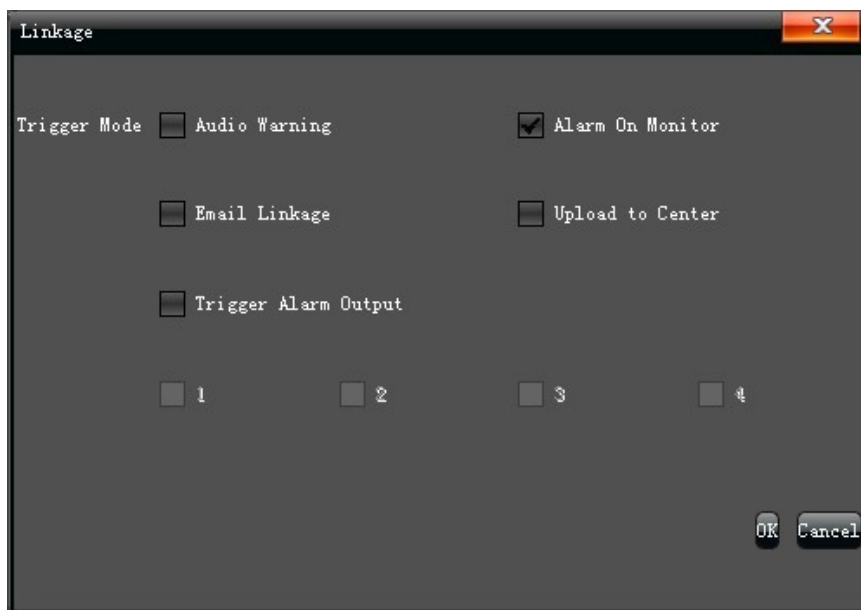 Linkage
Trigger Mode Audio Warning Alarm On Monitor
Email Linkage Upload to Center
Trigger Alarm Output
1 2 3 4
OK Cancel